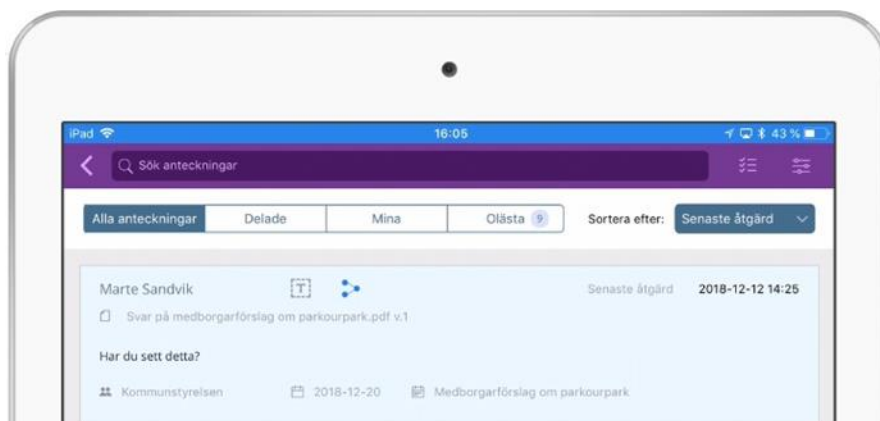 iPad 16:05 43 %
Sök anteckningar
Alla anteckningar Delade Mina Olästa 9 Sortera efter: Senaste åtgärd
Marte Sandvik T Senaste åtgärd 2018-12-12 14:25
Svar på medborgarförslag om parkourpark.pdf v.1
Har du sett detta?
Kommunstyrelsen 2018-12-20 Medborgarförslag om parkourpark